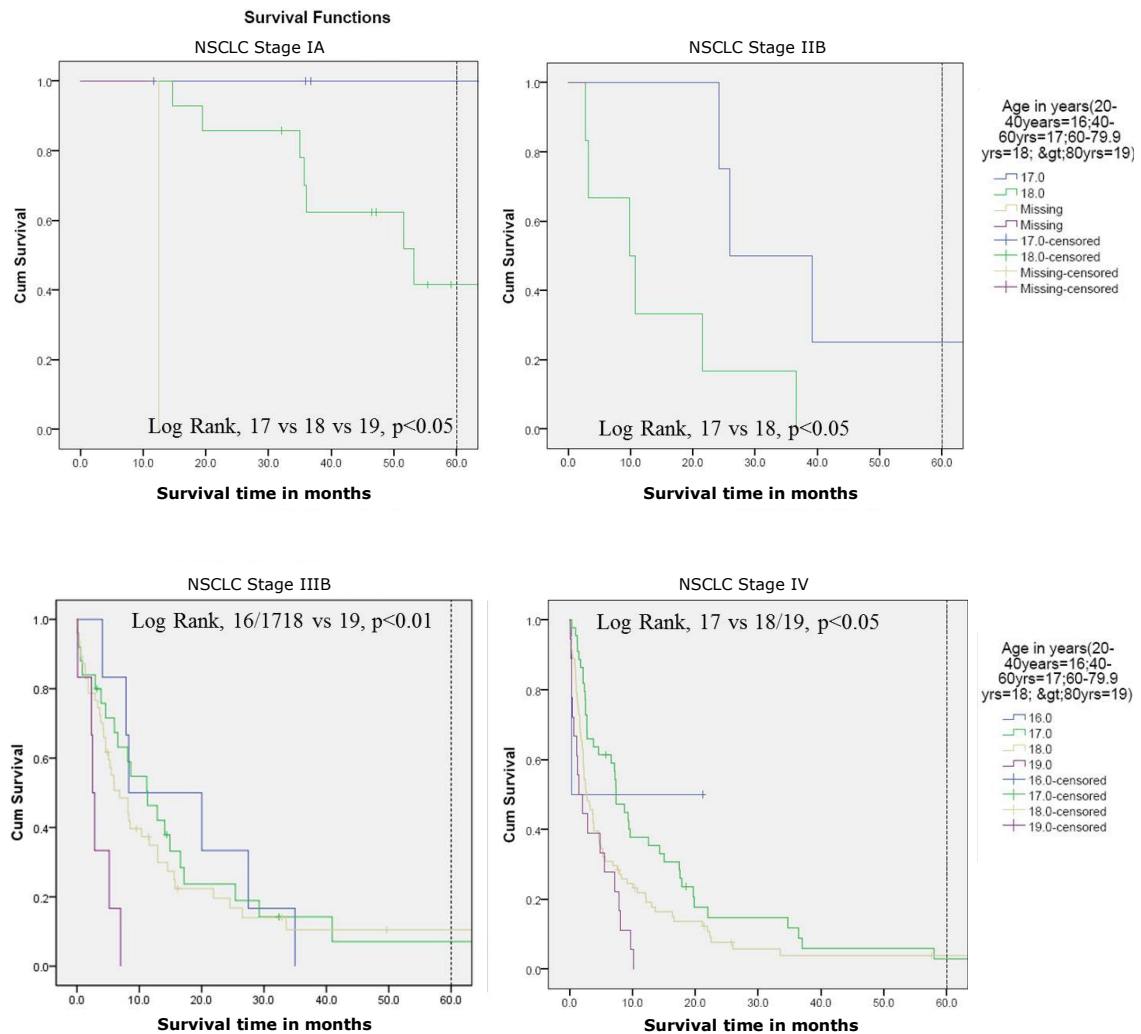 Survival Functions
NSCLC Stage IA
NSCLC Stage IIB
Cum Survival
1.0
0.8
0.6
0.4
0.2
0.0
Log Rank, 17 vs 18 vs 19, p<0.05
0.0 10.0 20.0 30.0 40.0 50.0 60.0
Survival time in months
Cum Survival
1.0
0.8
0.6
0.4
0.2
0.0
Log Rank, 17 vs 18, p<0.05
0.0 10.0 20.0 30.0 40.0 50.0 60.0
Survival time in months
Age in years(20-
40years=16;40-
60yrs=17;60-79.9
yrs=18; &gt;80yrs=19)
17.0
18.0
Missing
Missing
17.0-censored
18.0-censored
Missing-censored
Missing-censored
NSCLC Stage IIIB
NSCLC Stage IV
Log Rank, 16/1718 vs 19, p<0.01
Cum Survival
1.0
0.8
0.6
0.4
0.2
0.0
0.0 10.0 20.0 30.0 40.0 50.0 60.0
Survival time in months
Log Rank, 17 vs 18/19, p<0.05
Cum Survival
1.0
0.8
0.6
0.4
0.2
0.0
0.0 10.0 20.0 30.0 40.0 50.0 60.0
Survival time in months
Age in years(20-
40years=16;40-
60yrs=17;60-79.9
yrs=18; &gt;80yrs=19)
16.0
17.0
18.0
19.0
16.0-censored
17.0-censored
18.0-censored
19.0-censored